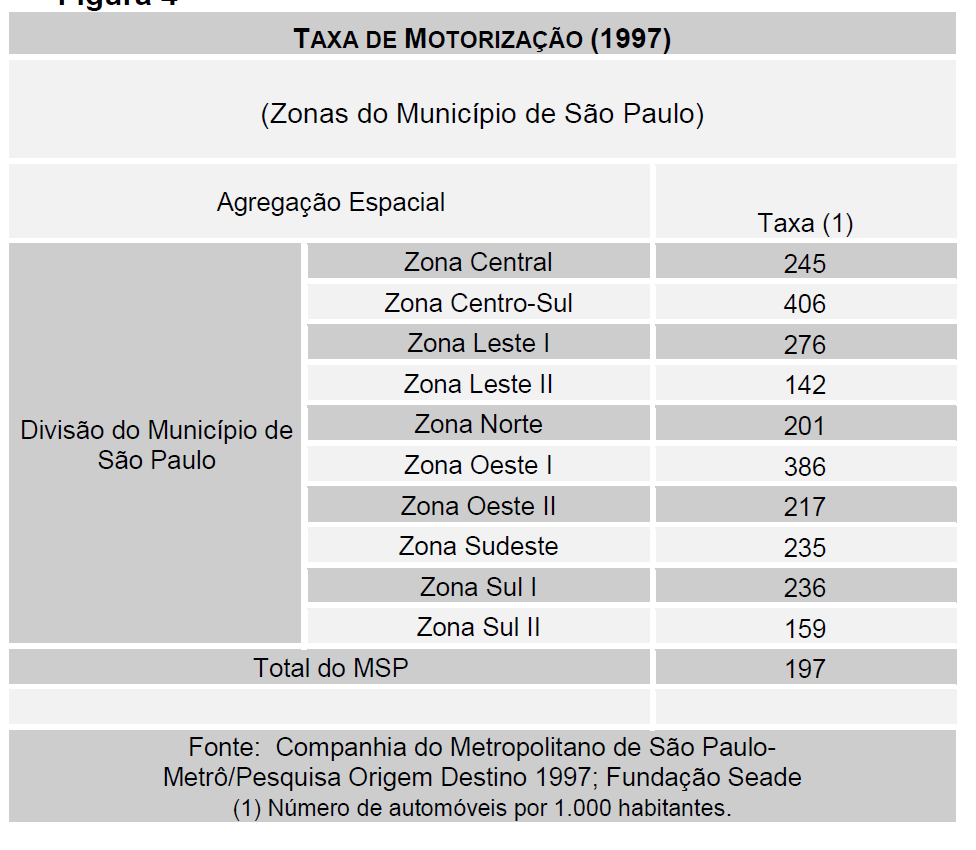 Figura 4
TAXA DE MOTORIZAÇÃO (1997)
(Zonas do Município de São Paulo)
Agregação Espacial
Taxa (1)
Divisão do Município de
São Paulo
Zona Central 245
Zona Centro-Sul 406
Zona Leste I 276
Zona Leste II 142
Zona Norte 201
Zona Oeste I 386
Zona Oeste II 217
Zona Sudeste 235
Zona Sul I 236
Zona Sul II 159
Total do MSP 197
Fonte: Companhia do Metropolitano de São Paulo-
Metrô/Pesquisa Origem Destino 1997; Fundação Seade
(1) Número de automóveis por 1.000 habitantes.